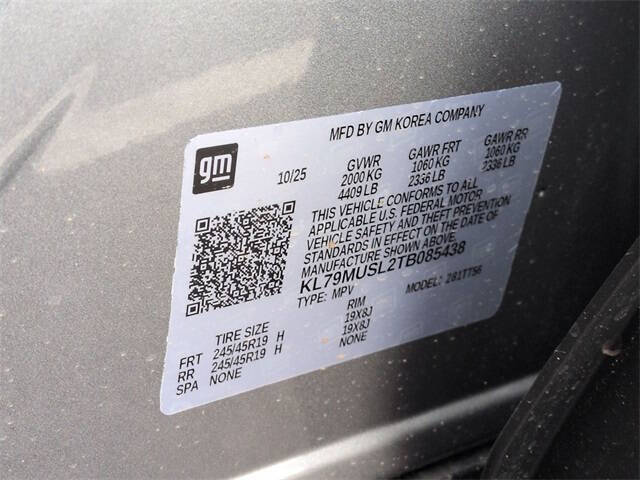 MFD BY GM KOREA COMPANY
gm
10/25
GVWR GAWR FRT GAWR RR
2000 KG 1060 KG 1060 KG
4409 LB 2336 LB 2336 LB
THIS VEHICLE CONFORMS TO ALL
APPLICABLE U.S. FEDERAL MOTOR
VEHICLE SAFETY AND THEFT PREVENTION
STANDARDS IN EFFECT ON THE DATE OF
MANUFACTURE SHOWN ABOVE.
KL79MUSL2TB085438
TYPE: MPV MODEL: 281TT56
TIRE SIZE RIM
FRT 245/45R19 H 19X8J
RR 245/45R19 H 19X8J
SPA NONE NONE